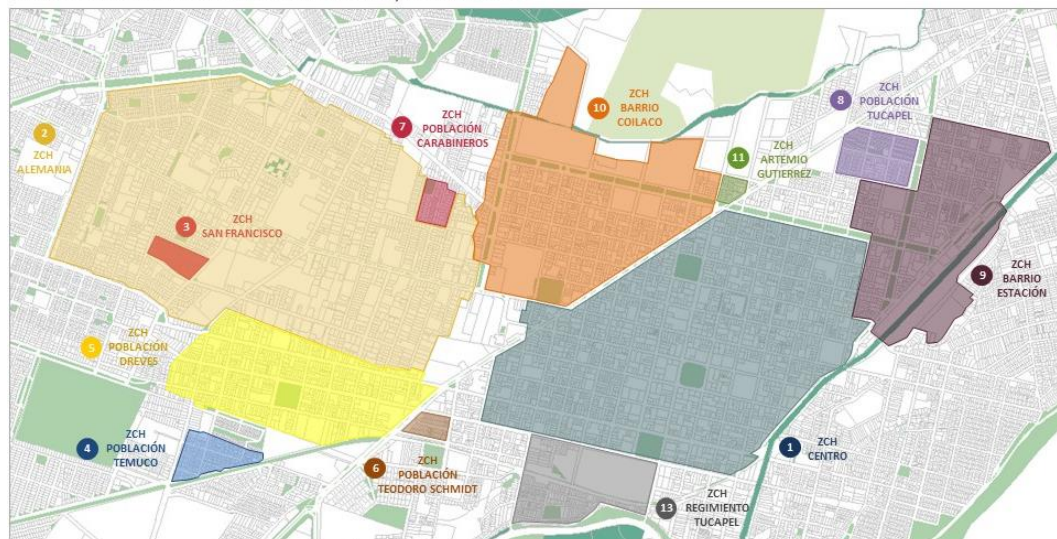 2
ZCH
ALEMANIA
7
ZCH
POBLACIÓN
CARABINEROS
10
ZCH
BARRIO
COILACO
8
ZCH
POBLACIÓN
TUCAPEL
11
ZCH
ARTEMIO
GUTIERREZ
3
ZCH
SAN FRANCISCO
9
ZCH
BARRIO
ESTACIÓN
5
ZCH
POBLACIÓN
DREVES
4
ZCH
POBLACIÓN
TEMUCO
6
ZCH
POBLACIÓN
TEODORO SCHMIDT
1
ZCH
CENTRO
13
ZCH
REGIMIENTO
TUCAPEL